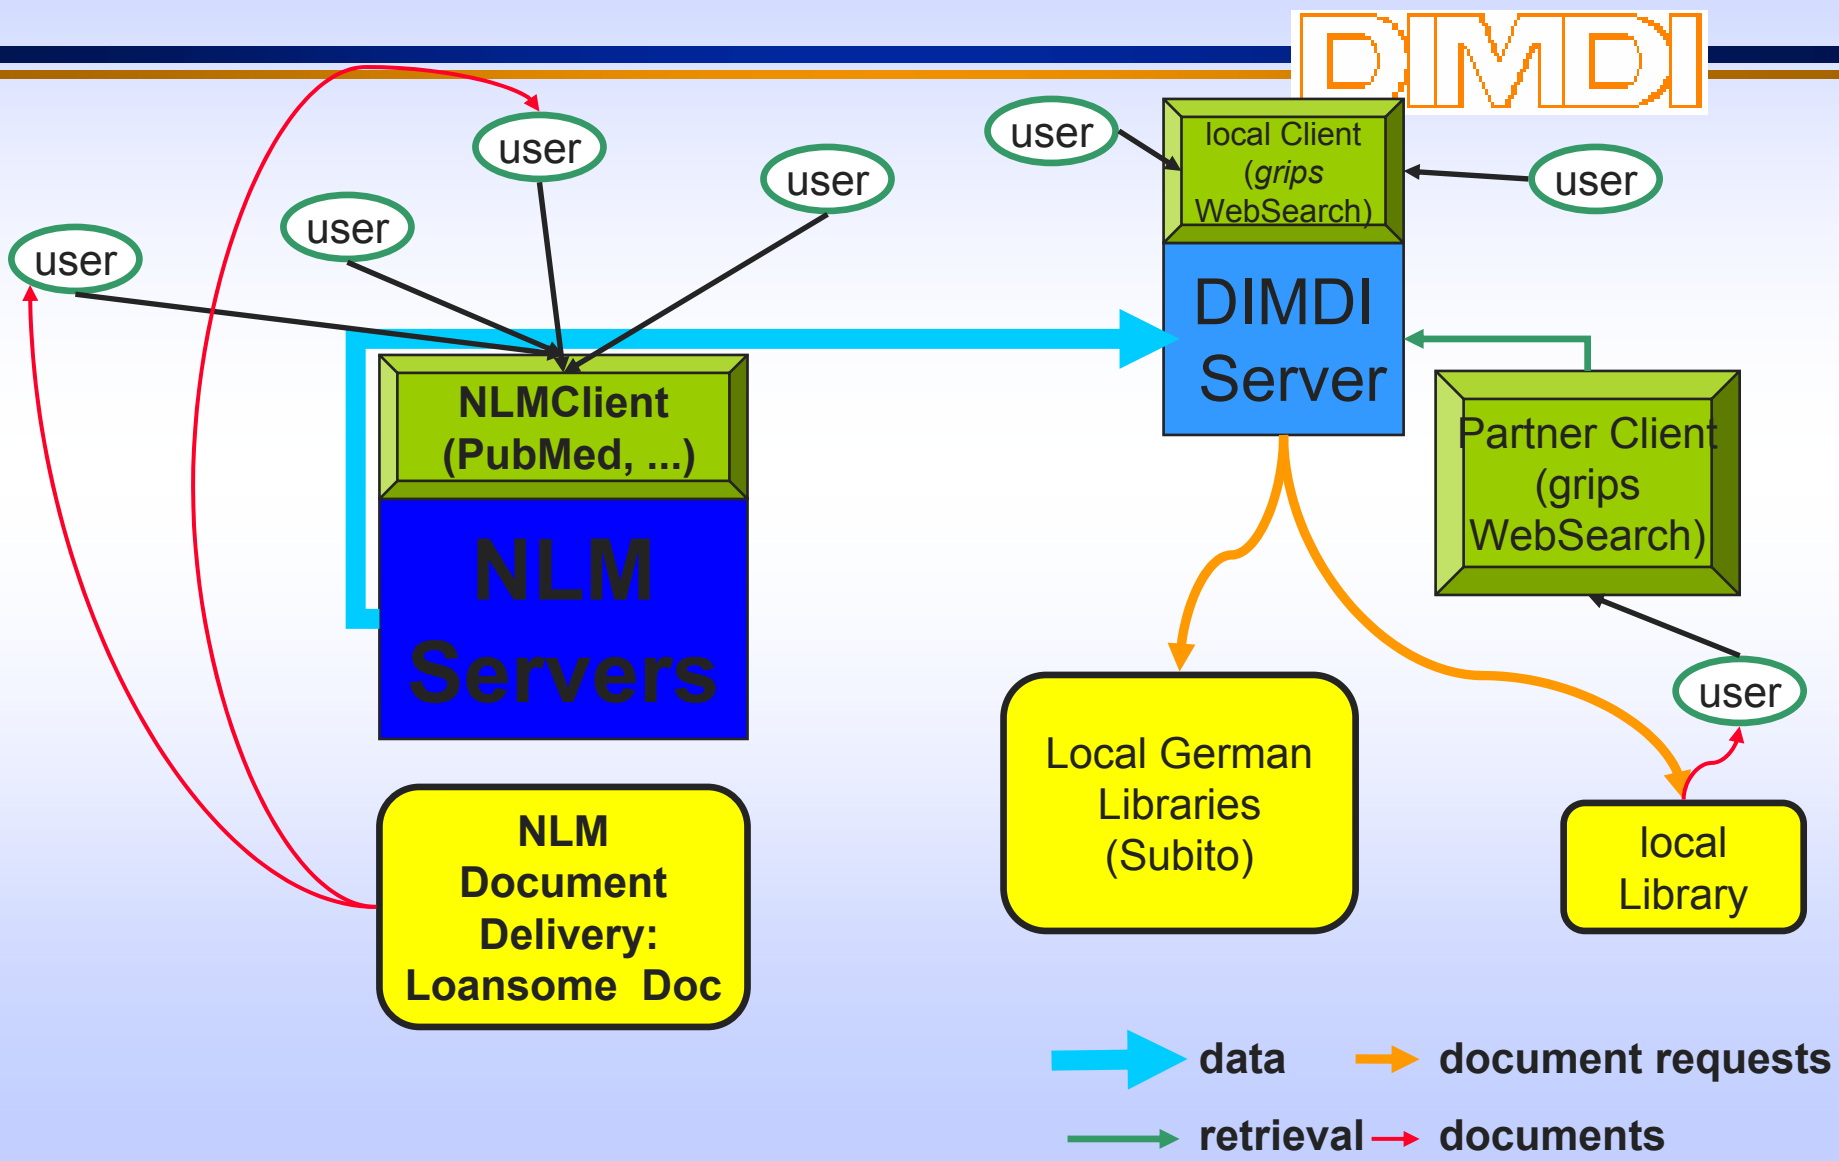 DIMDI
user
user
user
user
user
user
local Client
(grips
WebSearch)
DIMDI
Server
NLMClient
(PubMed, ...)
NLM
Servers
Partner Client
(grips
WebSearch)
user
Local German
Libraries
(Subito)
local
Library
NLM
Document
Delivery:
Loansome Doc
data
document requests
retrieval
documents